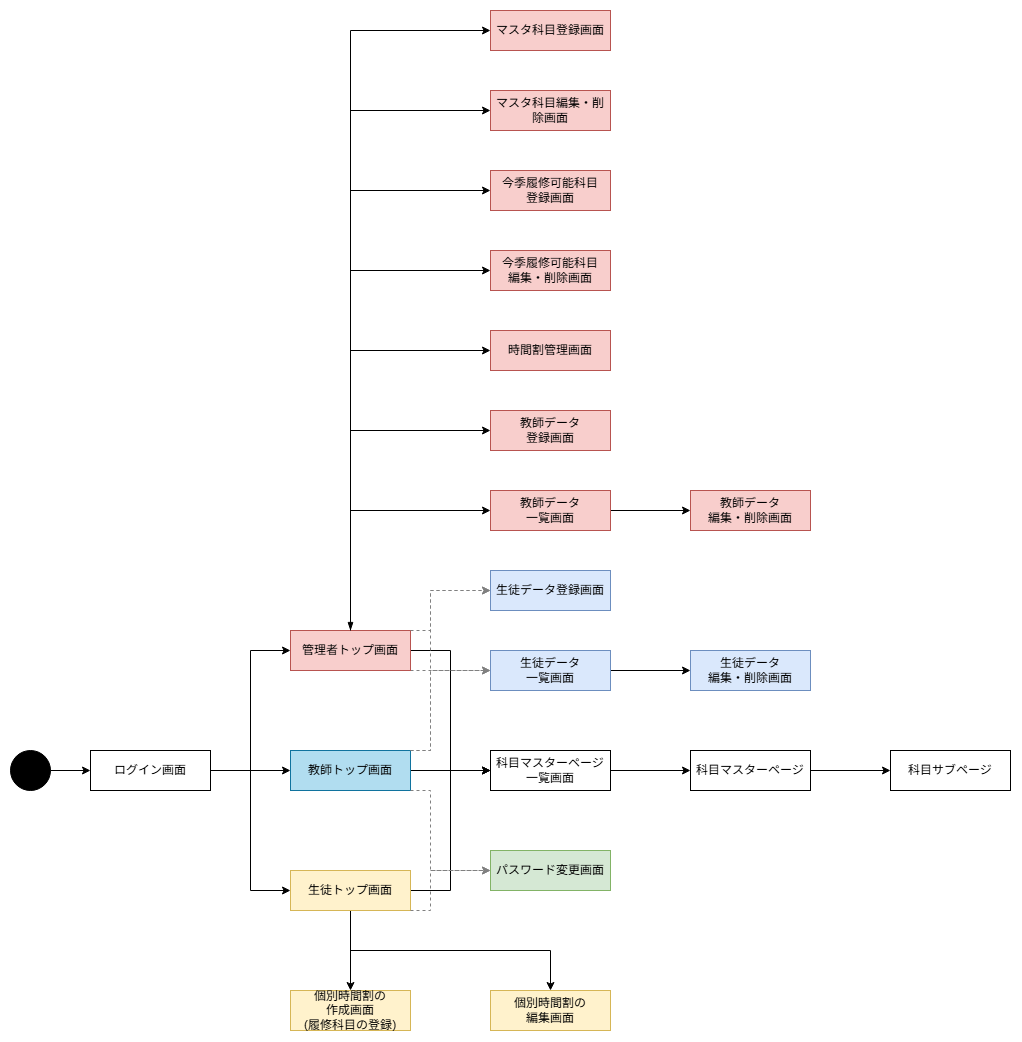 マスタ科目登録画面
マスタ科目編集・削
除画面
今季履修可能科目
登録画面
今季履修可能科目
編集・削除画面
時間割管理画面
教師データ
登録画面
教師データ
一覧画面
教師データ
編集・削除画面
生徒データ登録画面
管理者トップ画面
生徒データ
一覧画面
生徒データ
編集・削除画面
ログイン画面
教師トップ画面
科目マスターページ
一覧画面
科目マスターページ
科目サブページ
生徒トップ画面
パスワード変更画面
個別時間割の
作成画面
(履修科目の登録)
個別時間割の
編集画面